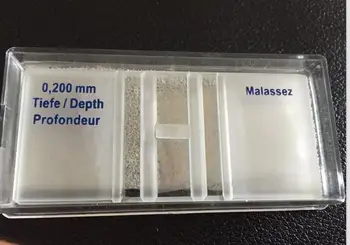 0,200 mm
Tiefe / Depth
Profondeur
Malassez